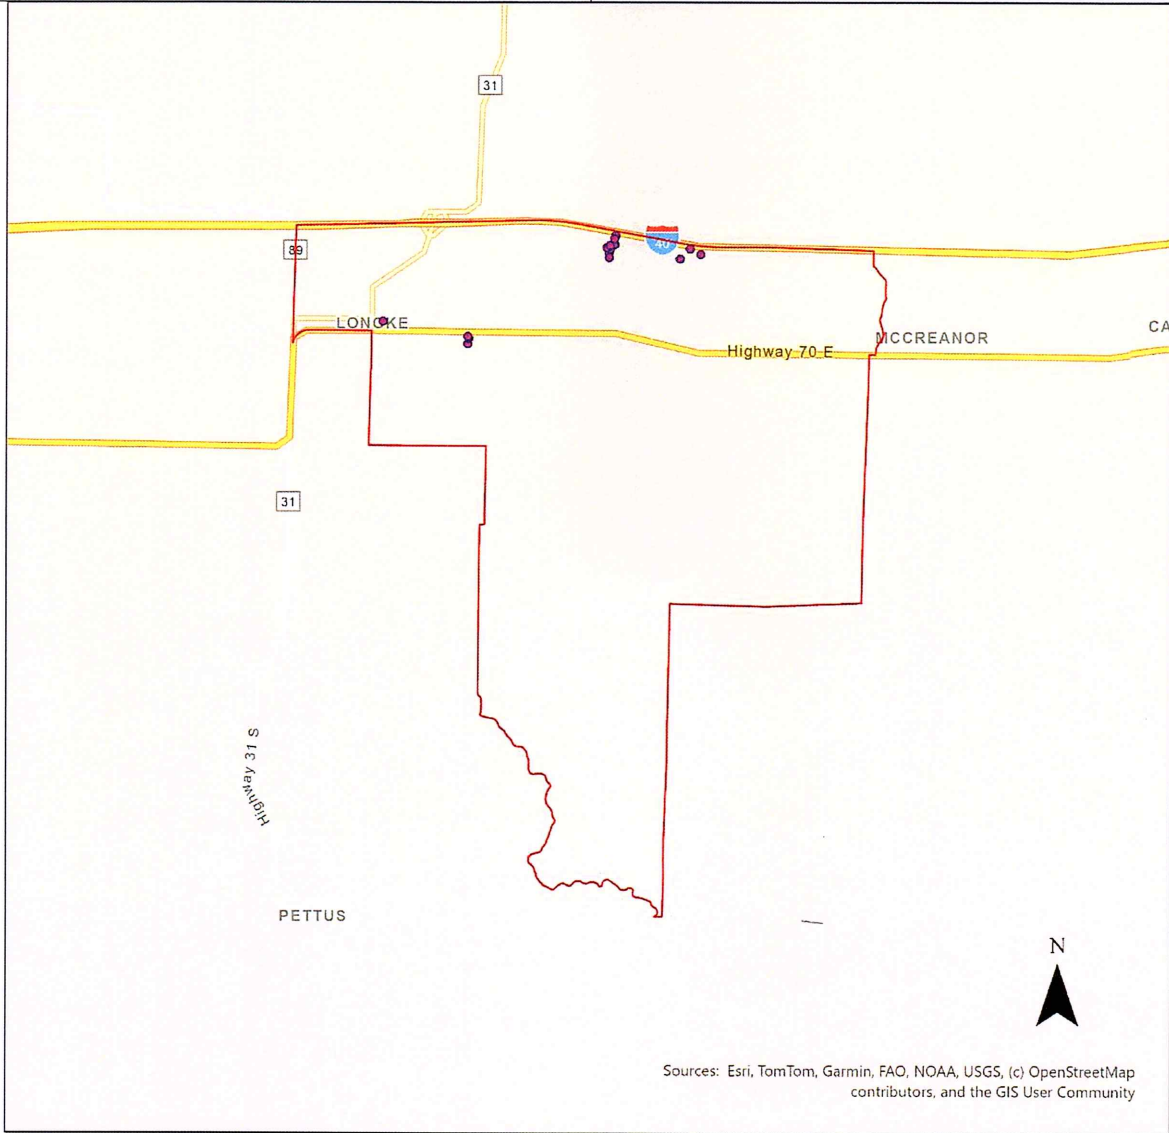 31
40
89
LONOKE
MCCREANOR
CA
Highway 70 E
31
Highway 31 S
PETTUS
N
Sources: Esri, TomTom, Garmin, FAO, NOAA, USGS, (c) OpenStreetMap
contributors, and the GIS User Community